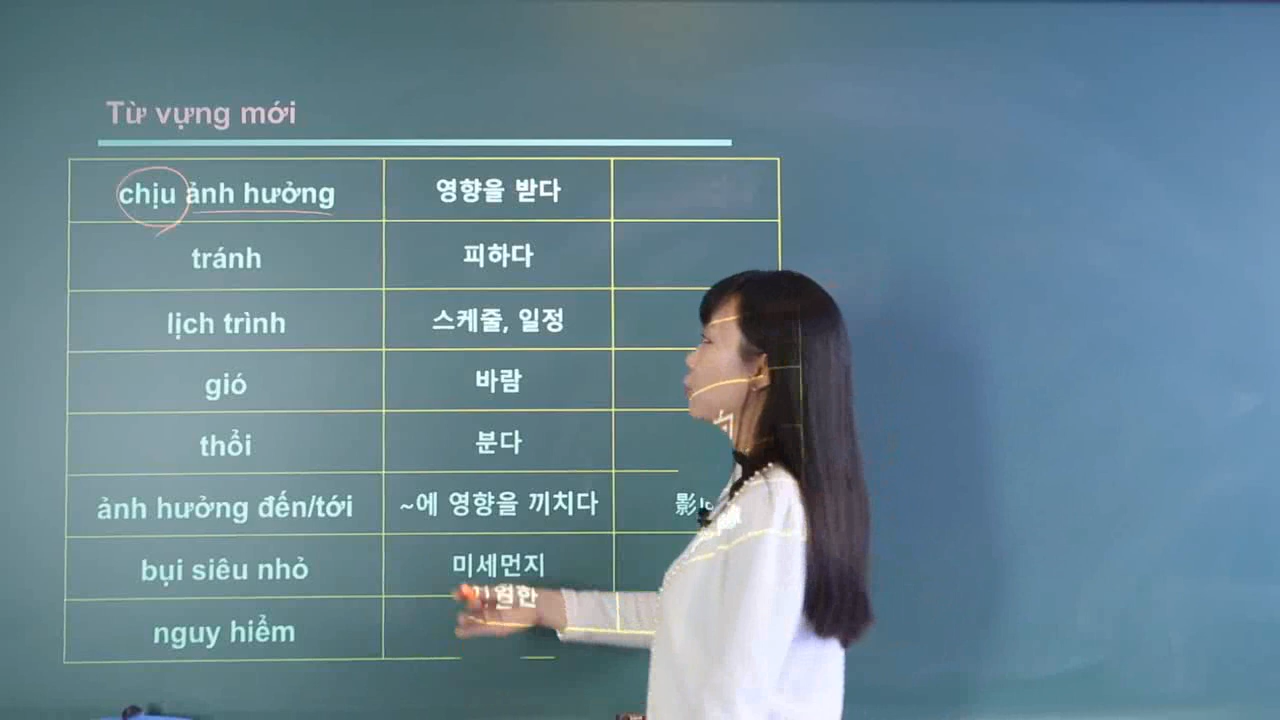 Từ vựng mới
chịu ảnh hưởng 영향을 받다
tránh 피하다
lịch trình 스케줄, 일정
gió 바람
thổi 분다
ảnh hưởng đến/tới ~에 영향을 끼치다 影
bụi siêu nhỏ 미세먼지
nguy hiểm